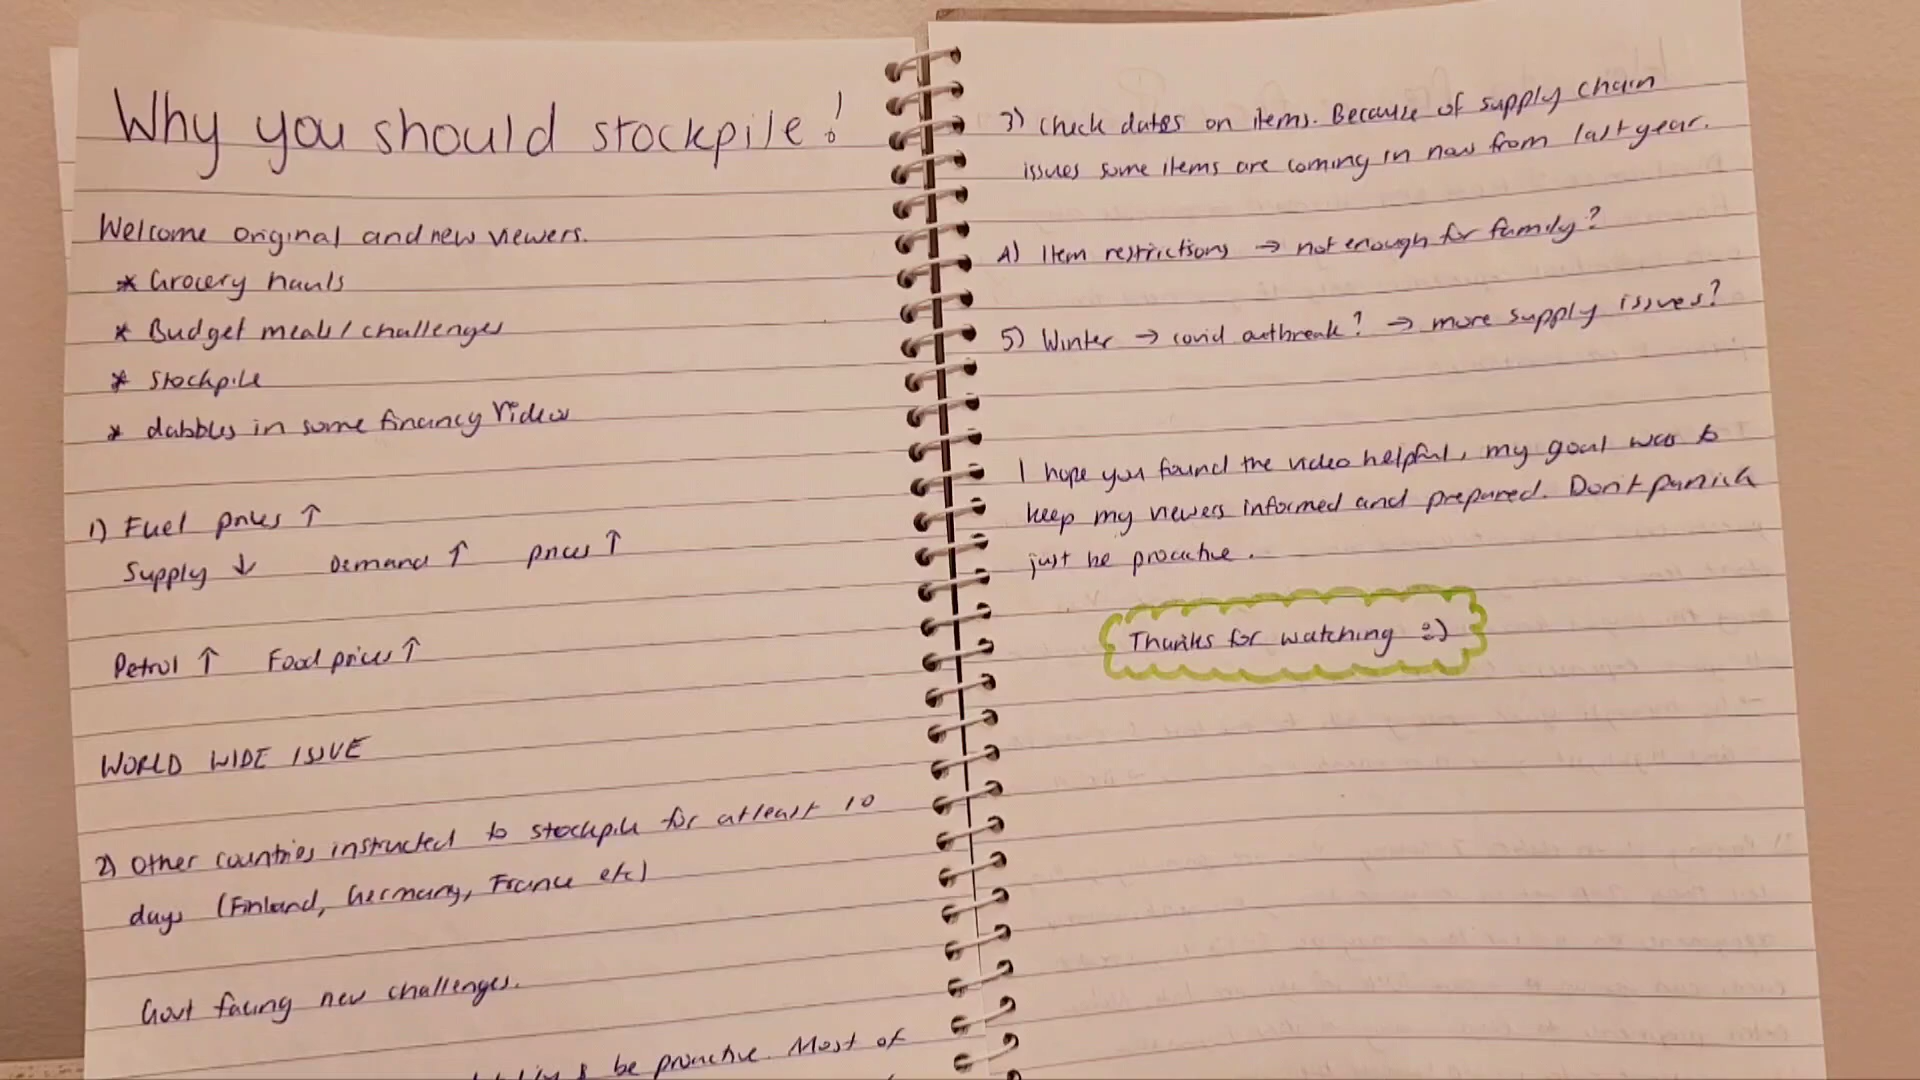 Why you should stockpile!
Welcome original and new viewers.
* Grocery hauls
* Budget meals/challenges
* Stockpile
* dabbles in some financy videos
1) Fuel prices ↑
Supply ↓ Demand ↑ prices ↑
Petrol ↑ Food prices ↑
WORLD WIDE ISSUE
2) Other countries instructed to stockpile for atleast 10
days (Finland, Germany, France etc)
Govt facing new challenges.
& be proactive. Most of
3) Check dates on items. Because of supply chain
issues some items are coming in now from last year.
4) Item restrictions → not enough for family?
5) Winter → covid outbreak? → more supply issues?
I hope you found the video helpful, my goal was to
keep my viewers informed and prepared. Don't panick
just be proactive.
Thanks for watching :)